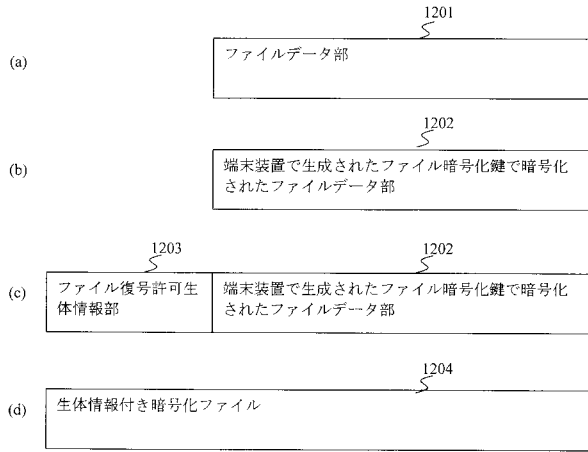 1201
(a)
ファイルデータ部
1202
(b)
端末装置で生成されたファイル暗号化鍵で暗号化
されたファイルデータ部
1203
1202
(c)
ファイル復号許可生
体情報部
端末装置で生成されたファイル暗号化鍵で暗号化
されたファイルデータ部
1204
(d)
生体情報付き暗号化ファイル